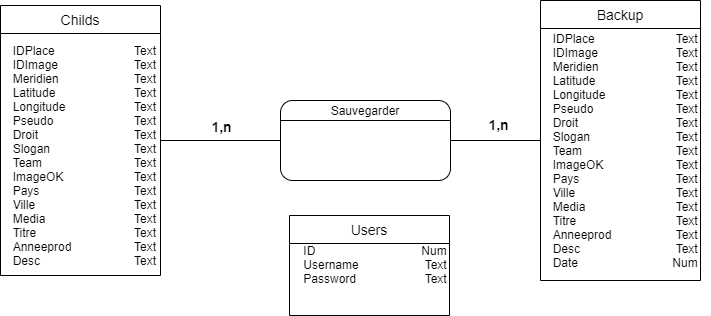 Childs
IDPlace Text
IDImage Text
Meridien Text
Latitude Text
Longitude Text
Pseudo Text
Droit Text
Slogan Text
Team Text
ImageOK Text
Pays Text
Ville Text
Media Text
Titre Text
Anneeprod Text
Desc Text
1,n
Sauvegarder
1,n
Users
ID Num
Username Text
Password Text
Backup
IDPlace Text
IDImage Text
Meridien Text
Latitude Text
Longitude Text
Pseudo Text
Droit Text
Slogan Text
Team Text
ImageOK Text
Pays Text
Ville Text
Media Text
Titre Text
Anneeprod Text
Desc Text
Date Num